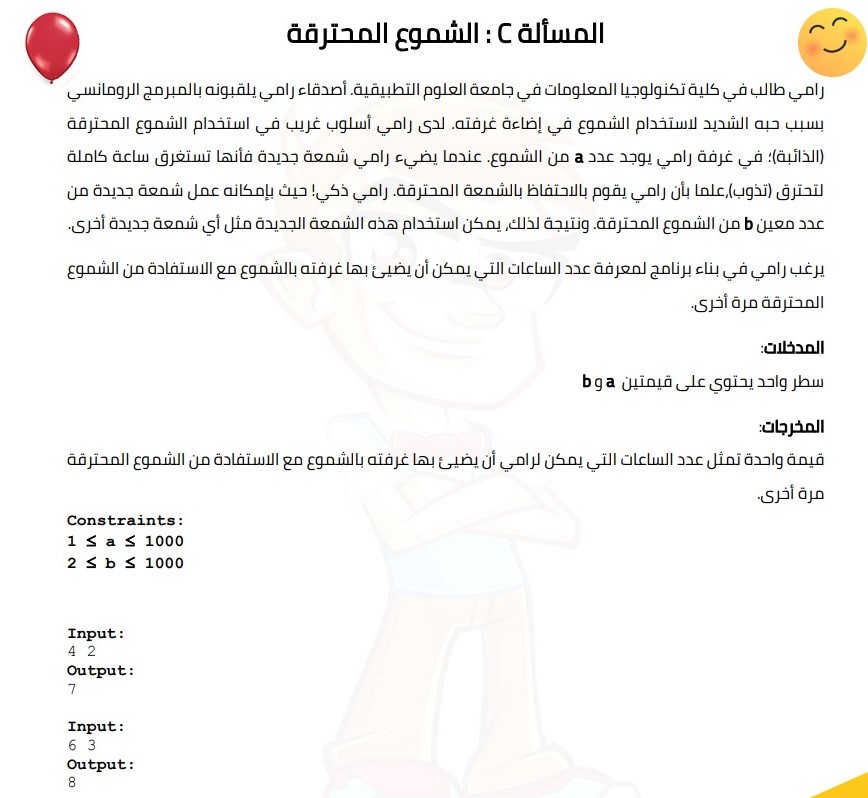 المسألة C : الشموع المحترقة
رامي طالب في كلية تكنولوجيا المعلومات في جامعة العلوم التطبيقية. أصدقاء رامي يلقبونه بالمبرمج الرومانسي
بسبب حبه الشديد لاستخدام الشموع في إضاءة غرفته. لدى رامي أسلوب غريب في استخدام الشموع المحترقة
(الذائبة)؛ في غرفة رامي يوجد عدد a من الشموع. عندما يضيء رامي شمعة جديدة فأنها تستغرق ساعة كاملة
لتحترق (تذوب),علما بأن رامي يقوم بالاحتفاظ بالشمعة المحترقة. رامي ذكي! حيث بإمكانه عمل شمعة جديدة من
عدد معين b من الشموع المحترقة. ونتيجة لذلك, يمكن استخدام هذه الشمعة الجديدة مثل أي شمعة جديدة أخرى.
يرغب رامي في بناء برنامج لمعرفة عدد الساعات التي يمكن أن يضيئ بها غرفته بالشموع مع الاستفادة من الشموع
المحترقة مرة أخرى.
المدخلات:
سطر واحد يحتوي على قيمتين a و b
المخرجات:
قيمة واحدة تمثل عدد الساعات التي يمكن لرامي أن يضيئ بها غرفته بالشموع مع الاستفادة من الشموع المحترقة
مرة أخرى.
Constraints:
1 ≤ a ≤ 1000
2 ≤ b ≤ 1000
Input:
4 2
Output:
7
Input:
6 3
Output:
8